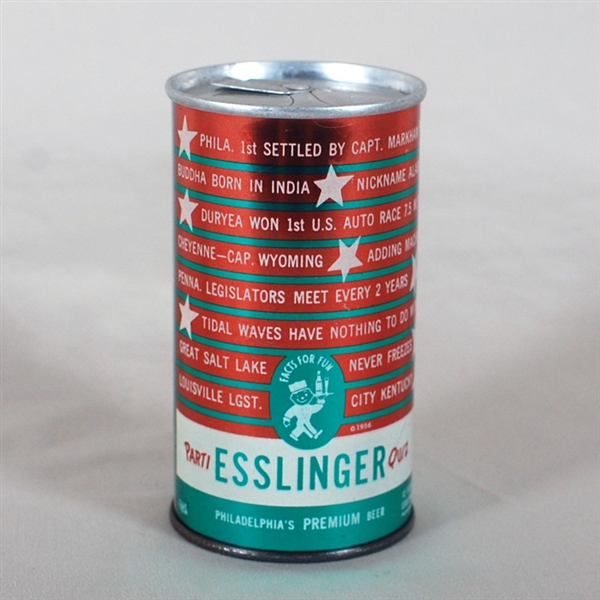 PHILA. 1st SETTLED BY CAPT. MARKHAM
BUDDHA BORN IN INDIA NICKNAME
DURYEA WON 1st U.S. AUTO RACE 7.5
CHEYENNE—CAP. WYOMING ADDING
PENNA. LEGISLATORS MEET EVERY 2 YEARS
TIDAL WAVES HAVE NOTHING TO DO
GREAT SALT LAKE NEVER FREEZES
FACTS FOR FUN
LOUISVILLE LGST. CITY KENTUCKY
©1956
PARTI ESSLINGER QUIZ
PHILADELPHIA'S PREMIUM BEER